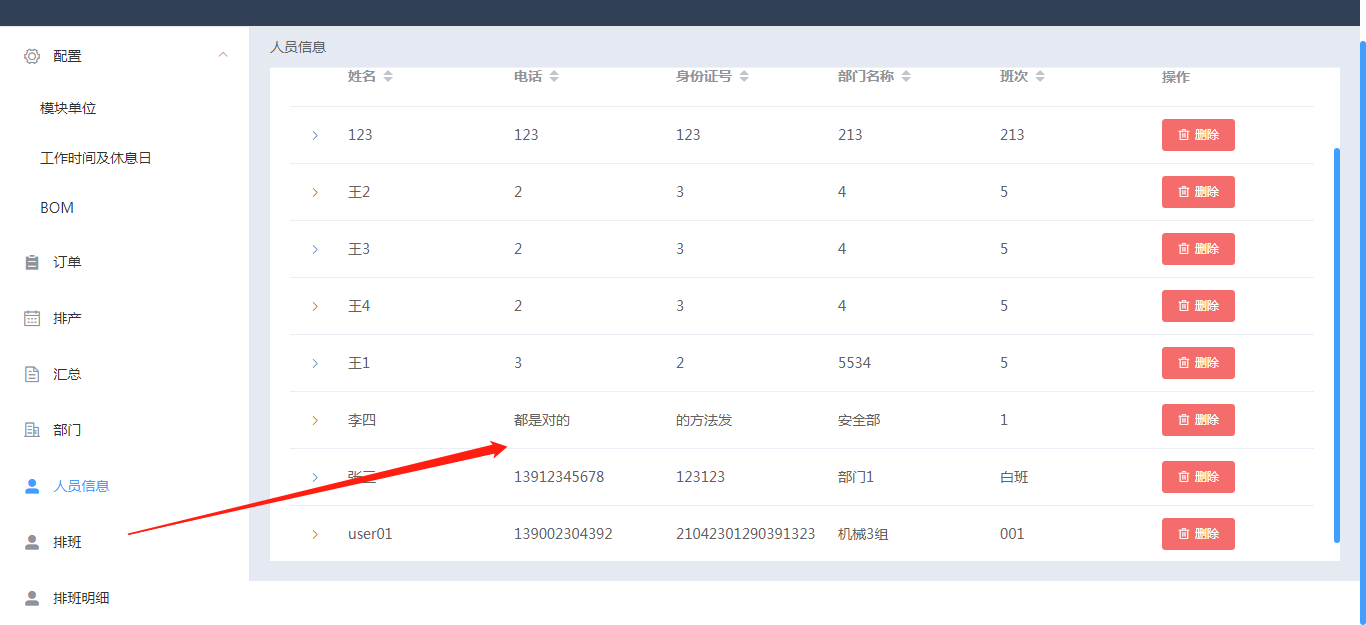 配置
模块单位
工作时间及休息日
BOM
订单
排产
汇总
部门
人员信息
排班
排班明细
人员信息
姓名 电话 身份证号 部门名称 班次 操作
123 123 123 213 213 删除
王2 2 3 4 5 删除
王3 2 3 4 5 删除
王4 2 3 4 5 删除
王1 3 2 5534 5 删除
李四 都是对的 的方法发 安全部 1 删除
张三 13912345678 123123 部门1 白班 删除
user01 139002304392 21042301290391323 机械3组 001 删除